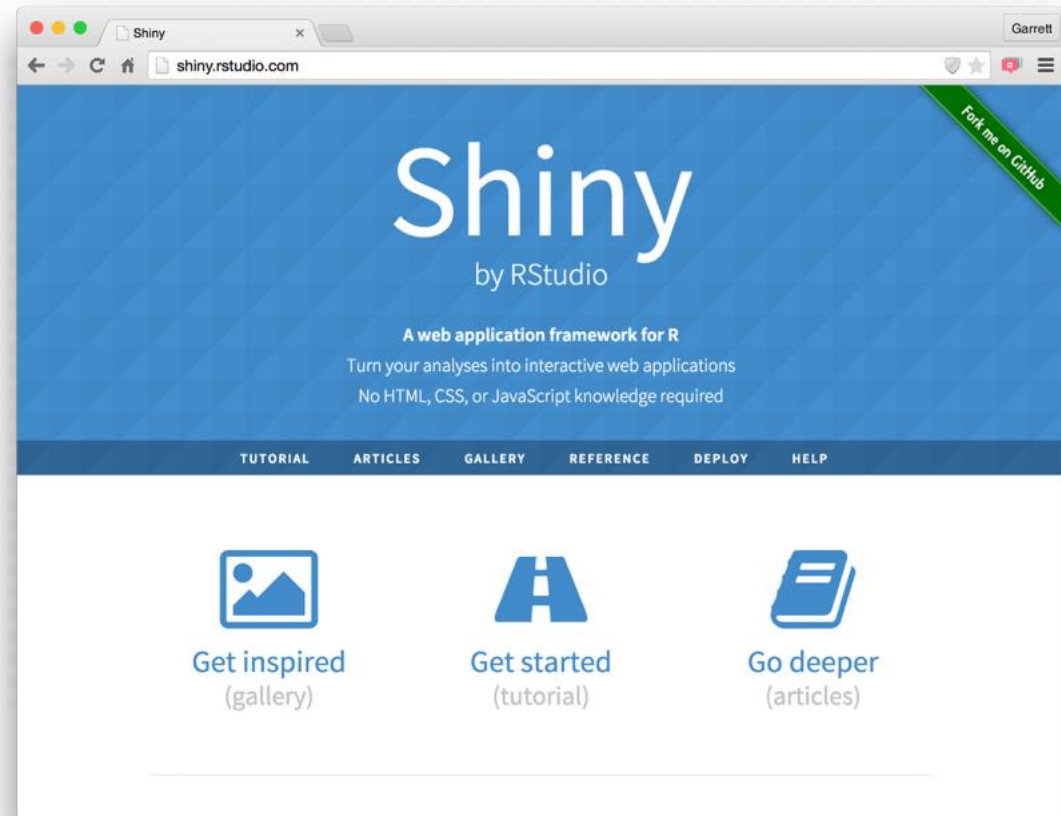 Shiny
Garrett
shiny.rstudio.com
Fork me on GitHub
Shiny
by RStudio
A web application framework for R
Turn your analyses into interactive web applications
No HTML, CSS, or JavaScript knowledge required
TUTORIAL ARTICLES GALLERY REFERENCE DEPLOY HELP
Get inspired Get started Go deeper
(gallery) (tutorial) (articles)